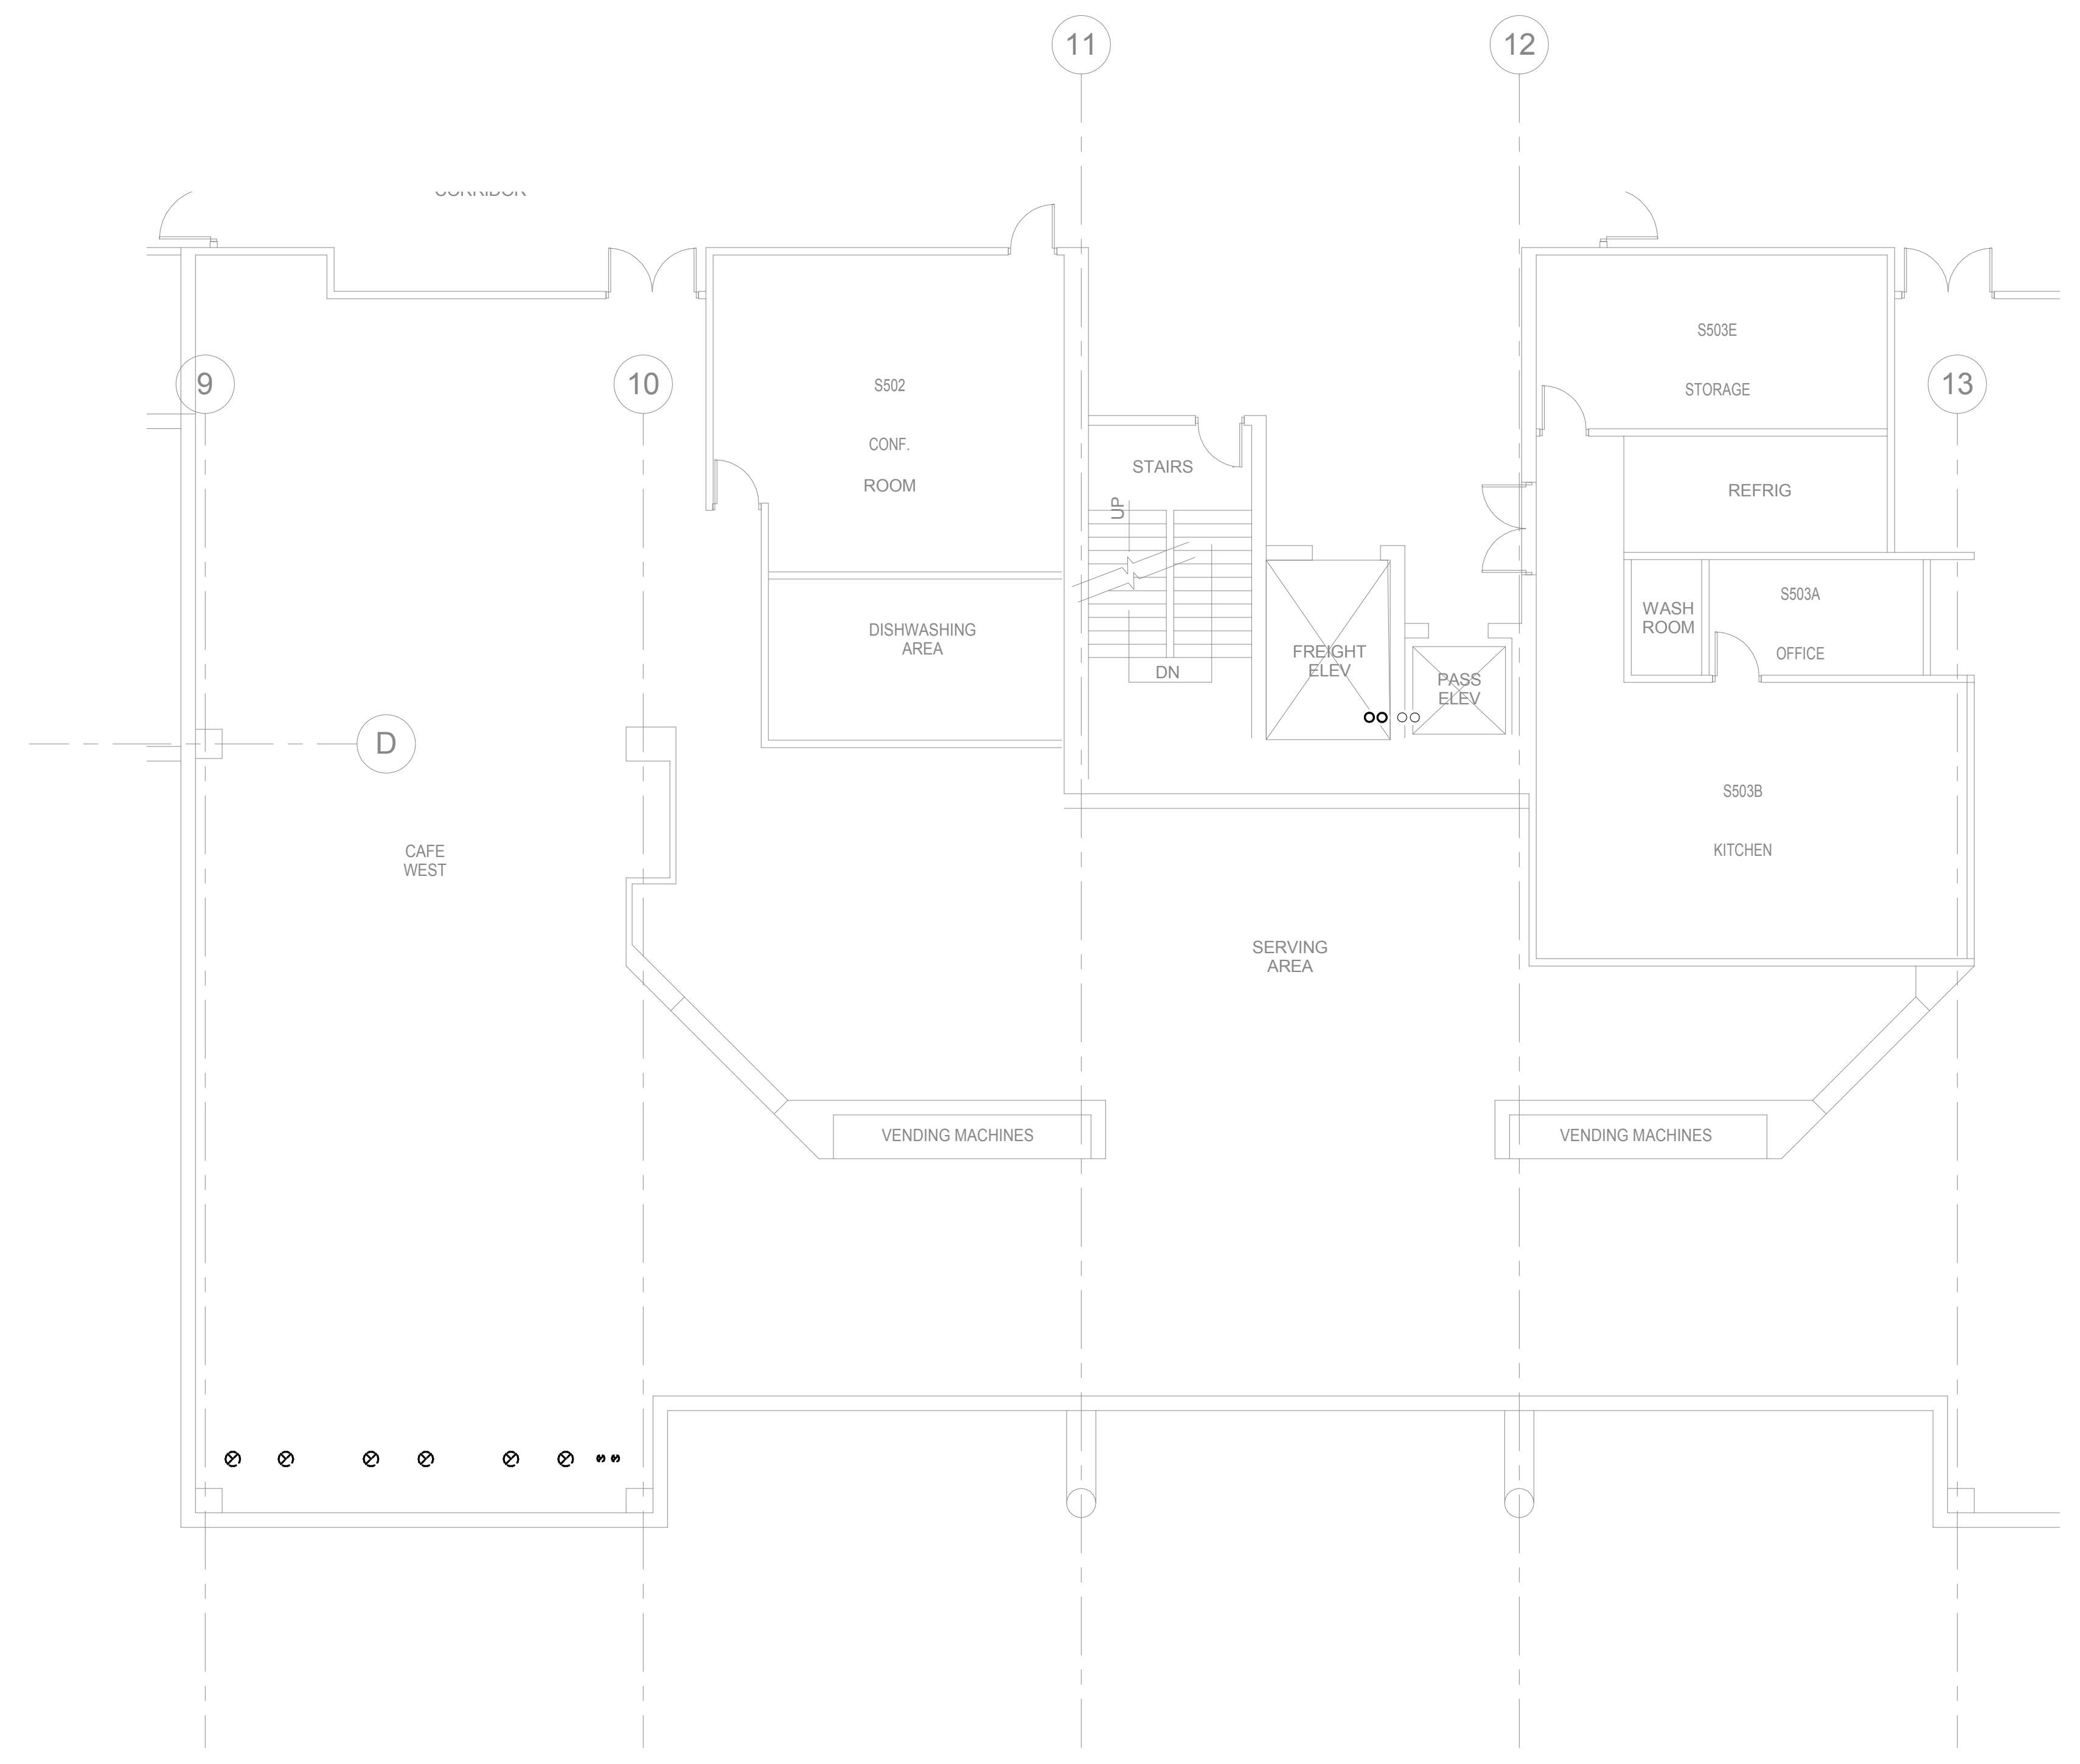 11
12
CORRIDOR
S503E
9
10
S502
STORAGE
13
CONF.
ROOM
STAIRS
UP
REFRIG
S503A
WASH
ROOM
DISHWASHING
AREA
OFFICE
FREIGHT
ELEV
DN
PASS
ELEV
D
S503B
CAFE
WEST
KITCHEN
SERVING
AREA
VENDING MACHINES
VENDING MACHINES
s s